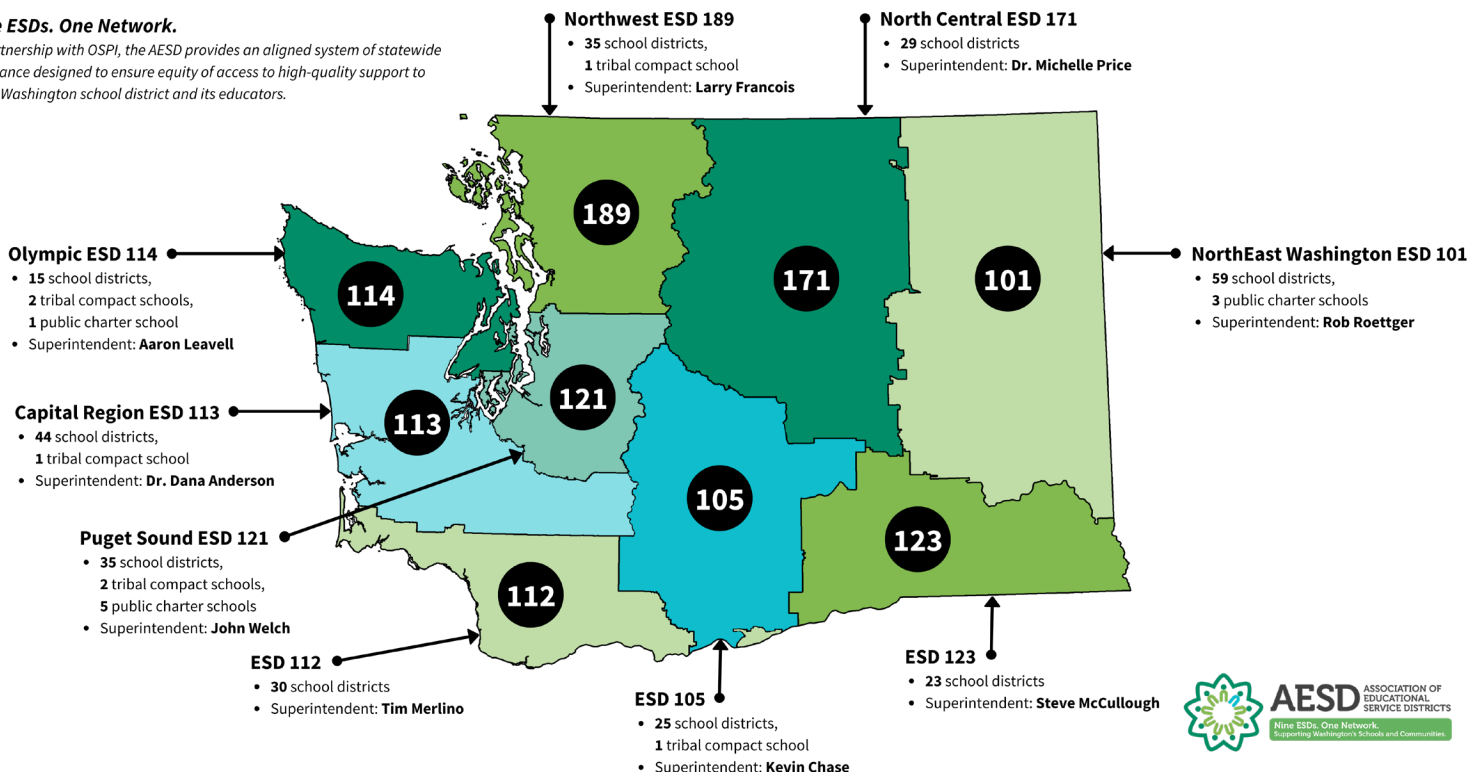 ESDs. One Network.
OSPI, the AESD provides an aligned system of statewide
designed to ensure equity of access to high-quality support to
Washington school district and its educators.
Northwest ESD 189
• 35 school districts,
1 tribal compact school
• Superintendent: Larry Francois
North Central ESD 171
• 29 school districts
• Superintendent: Dr. Michelle Price
189
171
101
114
113
121
105
123
112
Olympic ESD 114
• 15 school districts,
2 tribal compact schools,
1 public charter school
• Superintendent: Aaron Leavell
NorthEast Washington ESD 101
• 59 school districts,
3 public charter schools
• Superintendent: Rob Roettger
Capital Region ESD 113
• 44 school districts,
1 tribal compact school
• Superintendent: Dr. Dana Anderson
Puget Sound ESD 121
• 35 school districts,
2 tribal compact schools,
5 public charter schools
• Superintendent: John Welch
ESD 112
• 30 school districts
• Superintendent: Tim Merlino
ESD 105
• 25 school districts,
1 tribal compact school
• Superintendent: Kevin Chase
ESD 123
• 23 school districts
• Superintendent: Steve McCullough
AESD
ASSOCIATION OF
EDUCATIONAL
SERVICE DISTRICTS
Nine ESDs. One Network.
Supporting Washington's Schools and Communities.